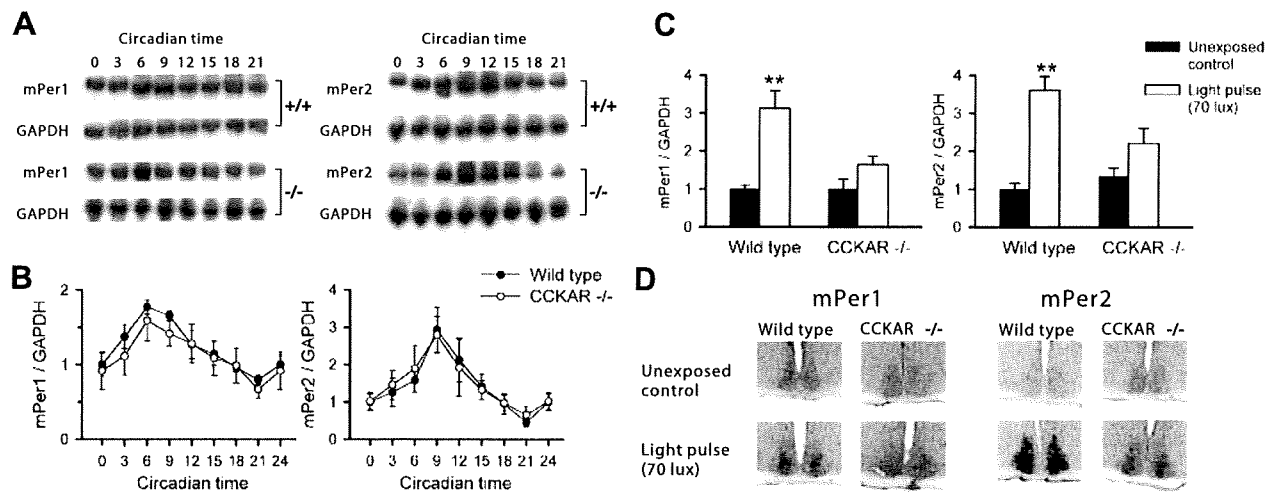 A
Circadian time
0 3 6 9 12 15 18 21
mPer1
+/+
GAPDH
mPer1
-/-
GAPDH
Circadian time
0 3 6 9 12 15 18 21
mPer2
+/+
GAPDH
mPer2
-/-
GAPDH
B
Wild type
CCKAR -/-
mPer1 / GAPDH
2
1
0
0 3 6 9 12 15 18 21 24
Circadian time
mPer2 / GAPDH
4
3
2
1
0
0 3 6 9 12 15 18 21 24
Circadian time
C
Unexposed
control
Light pulse
(70 lux)
mPer1 / GAPDH
4
3
2
1
0
**
Wild type CCKAR -/-
mPer2 / GAPDH
4
3
2
1
0
**
Wild type CCKAR -/-
D
mPer1 mPer2
Wild type CCKAR -/- Wild type CCKAR -/-
Unexposed
control
Light pulse
(70 lux)